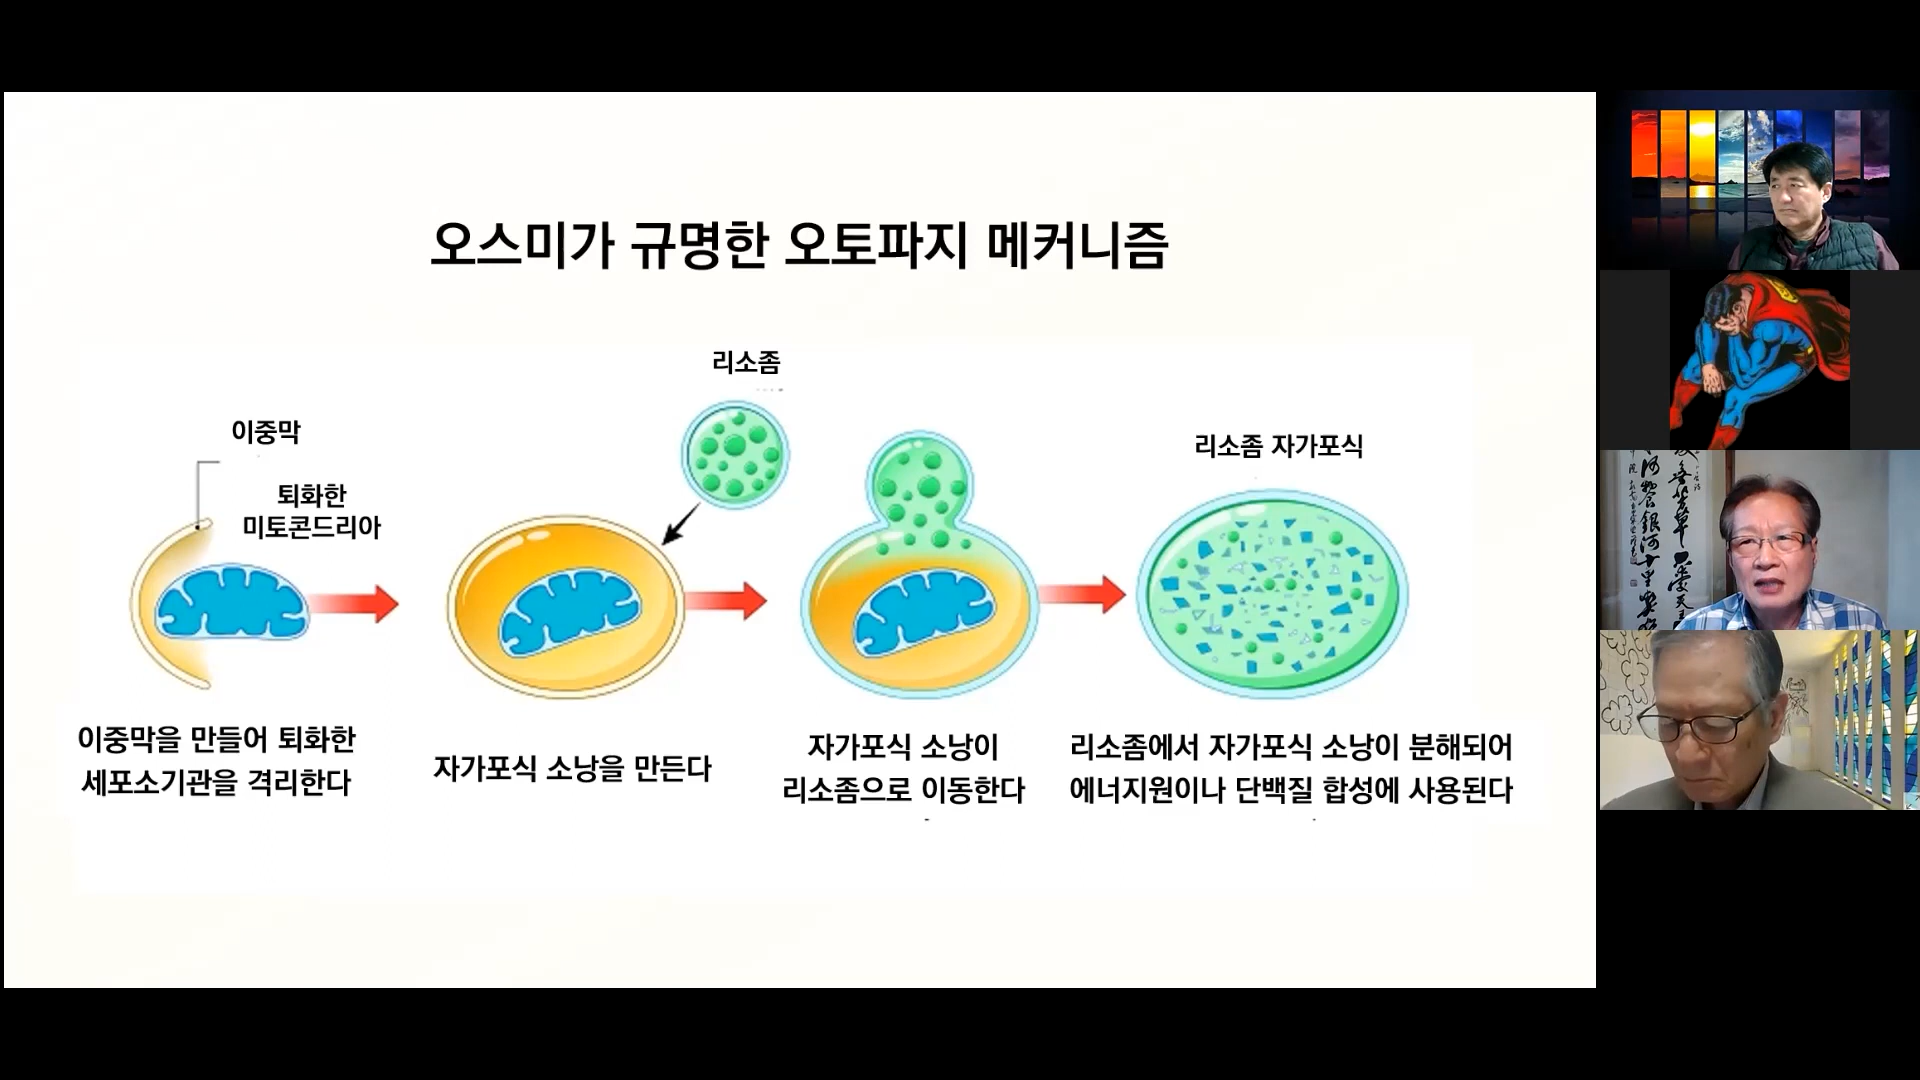 오스미가 규명한 오토파지 메커니즘
리소좀
이중막
퇴화한
미토콘드리아
리소좀 자가포식
이중막을 만들어 퇴화한
세포소기관을 격리한다
자가포식 소낭을 만든다
자가포식 소낭이
리소좀으로 이동한다
리소좀에서 자가포식 소낭이 분해되어
에너지원이나 단백질 합성에 사용된다